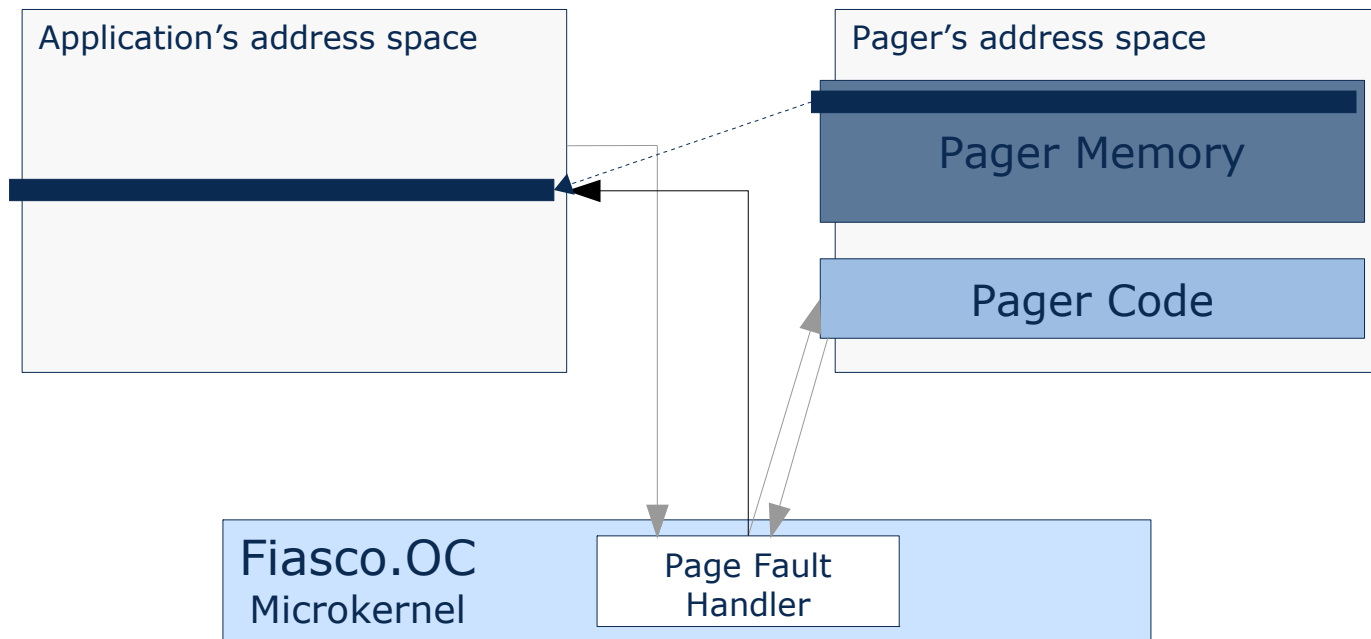 Application’s address space
Pager’s address space
Pager Memory
Pager Code
Fiasco.OC
Microkernel
Page Fault
Handler